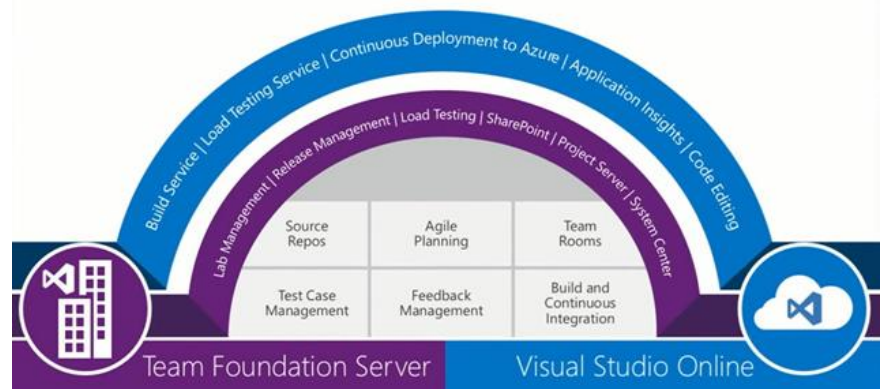 Build Service | Load Testing Service | Continuous Deployment to Azure | Application Insights | Code Editing
Lab Management | Release Management | Load Testing | SharePoint | Project Server | System Center
Source
Repos
Agile
Planning
Team
Rooms
Test Case
Management
Feedback
Management
Build and
Continuous
Integration
Team Foundation Server
Visual Studio Online